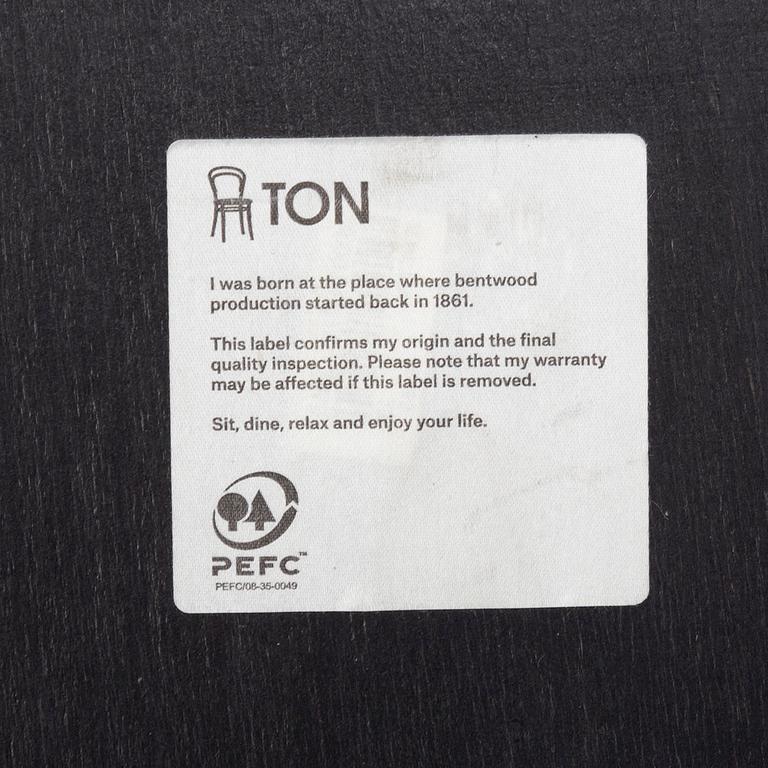 TON
I was born at the place where bentwood
production started back in 1861.
This label confirms my origin and the final
quality inspection. Please note that my warranty
may be affected if this label is removed.
Sit, dine, relax and enjoy your life.
PEFC™
PEFC/08-35-0049